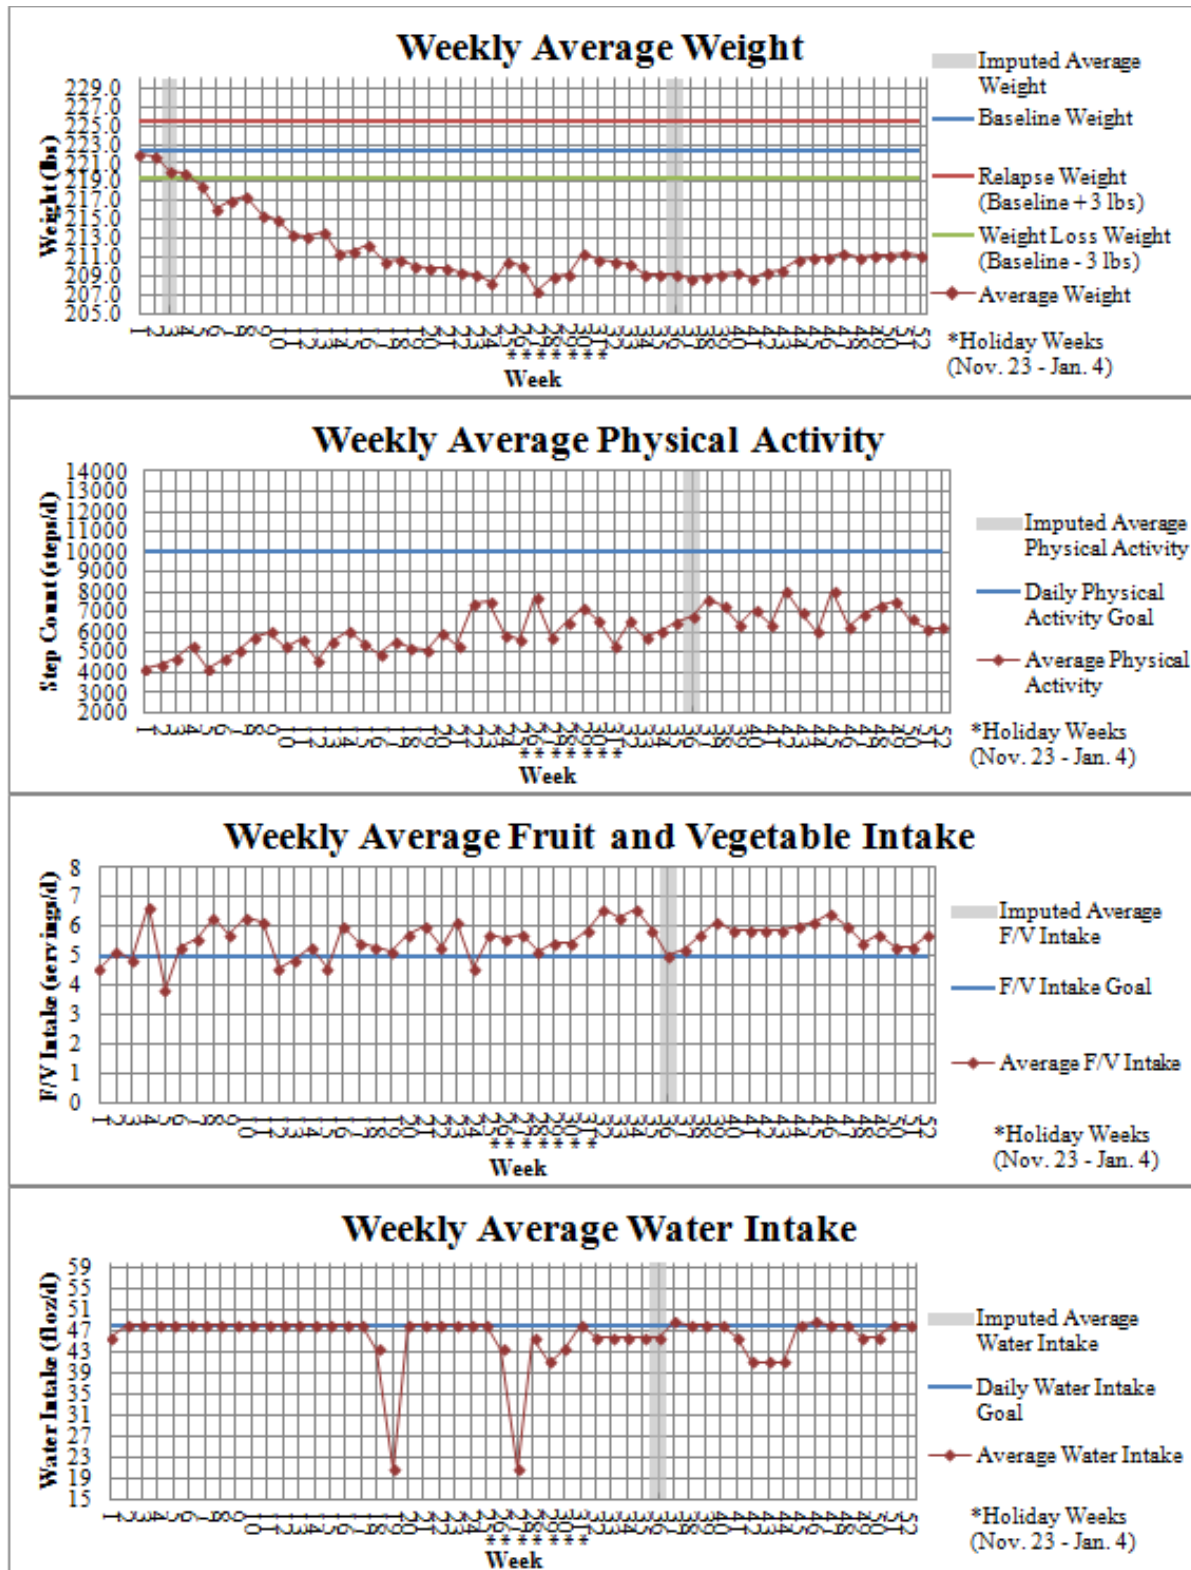 Weekly Average Weight
Weight (lbs)
229.0
227.0
225.0
223.0
221.0
219.0
217.0
215.0
213.0
211.0
209.0
207.0
205.0
Week
Imputed Average
Weight
Baseline Weight
Relapse Weight
(Baseline + 3 lbs)
Weight Loss Weight
(Baseline - 3 lbs)
Average Weight
*Holiday Weeks
(Nov. 23 - Jan. 4)
Weekly Average Physical Activity
Step Count (steps/d)
14000
13000
12000
11000
10000
9000
8000
7000
6000
5000
4000
3000
2000
Week
Imputed Average
Physical Activity
Daily Physical
Activity Goal
Average Physical
Activity
*Holiday Weeks
(Nov. 23 - Jan. 4)
Weekly Average Fruit and Vegetable Intake
F/V Intake (servings/d)
8
7
6
5
4
3
2
1
0
Week
Imputed Average
F/V Intake
F/V Intake Goal
Average F/V Intake
*Holiday Weeks
(Nov. 23 - Jan. 4)
Weekly Average Water Intake
Water Intake (fl oz/d)
59
55
51
47
43
39
35
31
27
23
19
15
Week
Imputed Average
Water Intake
Daily Water Intake
Goal
Average Water Intake
*Holiday Weeks
(Nov. 23 - Jan. 4)